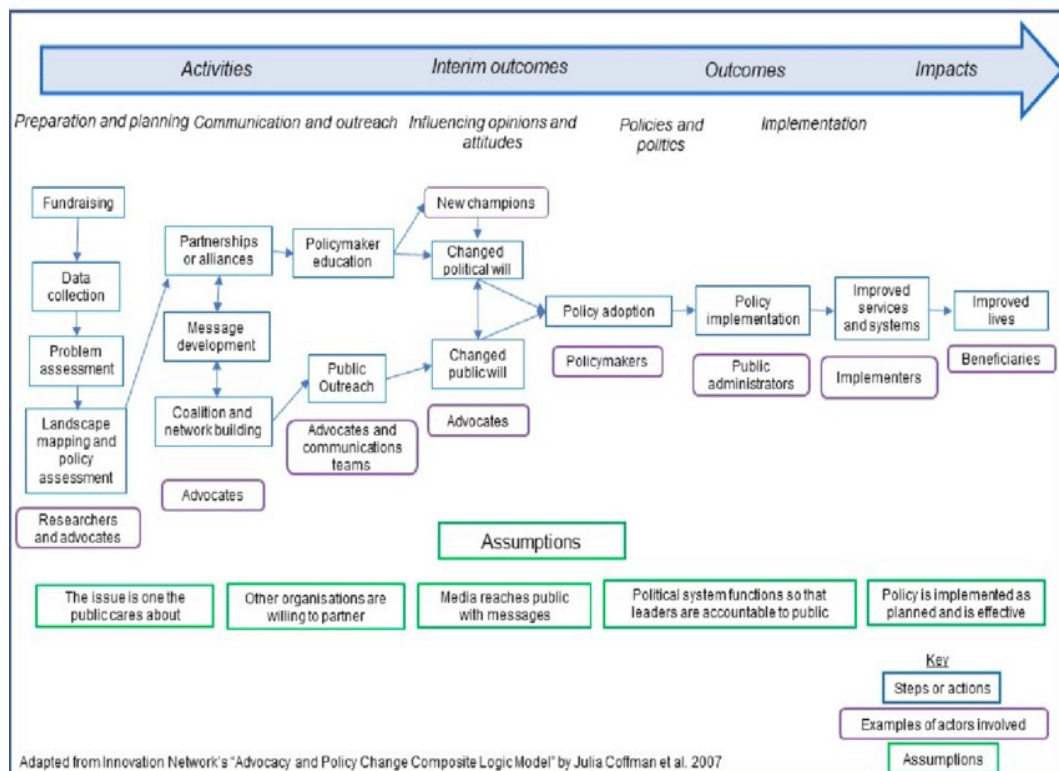 Activities
Interim outcomes
Outcomes
Impacts
Preparation and planning
Communication and outreach
Influencing opinions and
attitudes
Policies and
politics
Implementation
Fundraising
Data
collection
Problem
assessment
Landscape
mapping and
policy
assessment
Researchers
and advocates
Partnerships
or alliances
Message
development
Coalition and
network building
Advocates
Policymaker
education
Public
Outreach
Advocates and
communications
teams
New champions
Changed
political will
Changed
public will
Advocates
Policy adoption
Policymakers
Policy
implementation
Public
administrators
Improved
services
and systems
Implementers
Improved
lives
Beneficiaries
Assumptions
The issue is one the
public cares about
Other organisations are
willing to partner
Media reaches public
with messages
Political system functions so that
leaders are accountable to public
Policy is implemented as
planned and is effective
Key
Steps or actions
Examples of actors involved
Assumptions
Adapted from Innovation Network's "Advocacy and Policy Change Composite Logic Model" by Julia Coffman et al. 2007